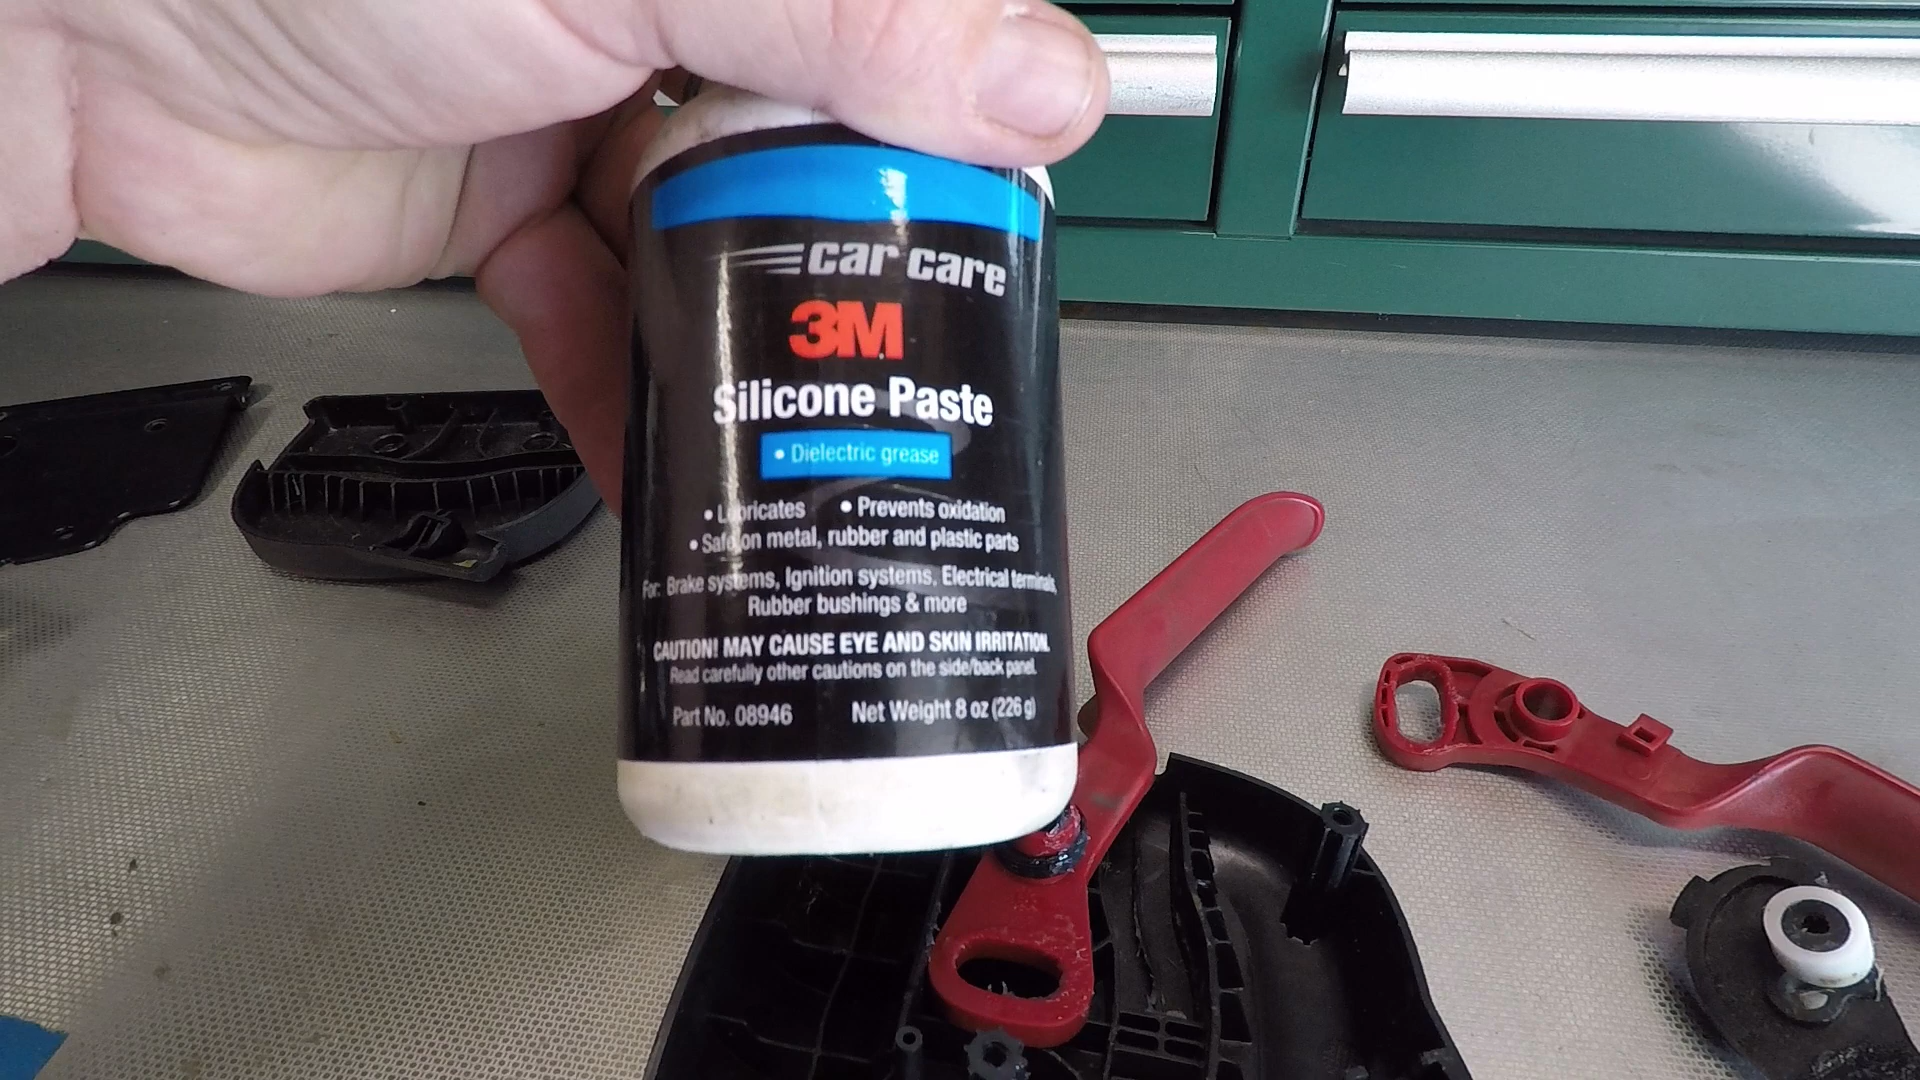 car care
3M
Silicone Paste
• Dielectric grease
• Lubricates • Prevents oxidation
• Safe on metal, rubber and plastic parts
For: Brake systems, Ignition systems, Electrical terminals,
Rubber bushings & more
CAUTION! MAY CAUSE EYE AND SKIN IRRITATION.
Read carefully other cautions on the side/back panel.
Part No. 08946 Net Weight 8 oz (226 g)